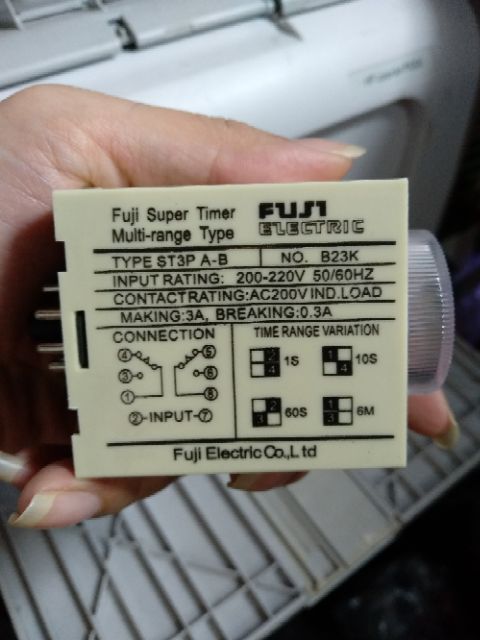 Fuji Super Timer
Multi-range Type
FUJI
ELECTRIC
TYPE ST3P A-B NO. B23K
INPUT RATING: 200-220V 50/60HZ
CONTACTRATING:AC200V IND.LOAD
MAKING:3A, BREAKING:0.3A
CONNECTION TIME RANGE VARIATION
④ ⑤
③ ⑥
① ⑧
②-INPUT-⑦
2 4 1S
1 4 10S
2 3 60S
1 3 6M
Fuji Electric Co.,Ltd